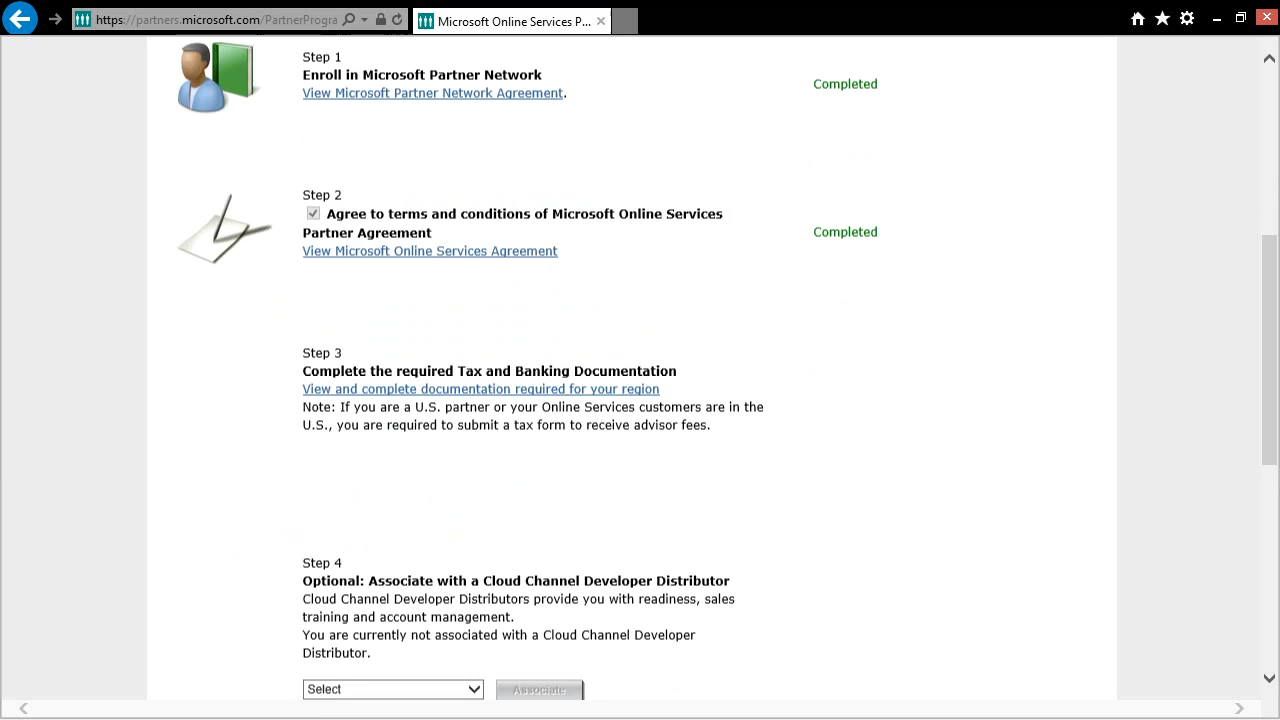 https://partners.microsoft.com/PartnerProgra
Microsoft Online Services P...
Step 1
Enroll in Microsoft Partner Network
View Microsoft Partner Network Agreement.
Completed
Step 2
Agree to terms and conditions of Microsoft Online Services
Partner Agreement
View Microsoft Online Services Agreement
Completed
Step 3
Complete the required Tax and Banking Documentation
View and complete documentation required for your region
Note: If you are a U.S. partner or your Online Services customers are in the
U.S., you are required to submit a tax form to receive advisor fees.
Step 4
Optional: Associate with a Cloud Channel Developer Distributor
Cloud Channel Developer Distributors provide you with readiness, sales
training and account management.
You are currently not associated with a Cloud Channel Developer
Distributor.
Select
Associate